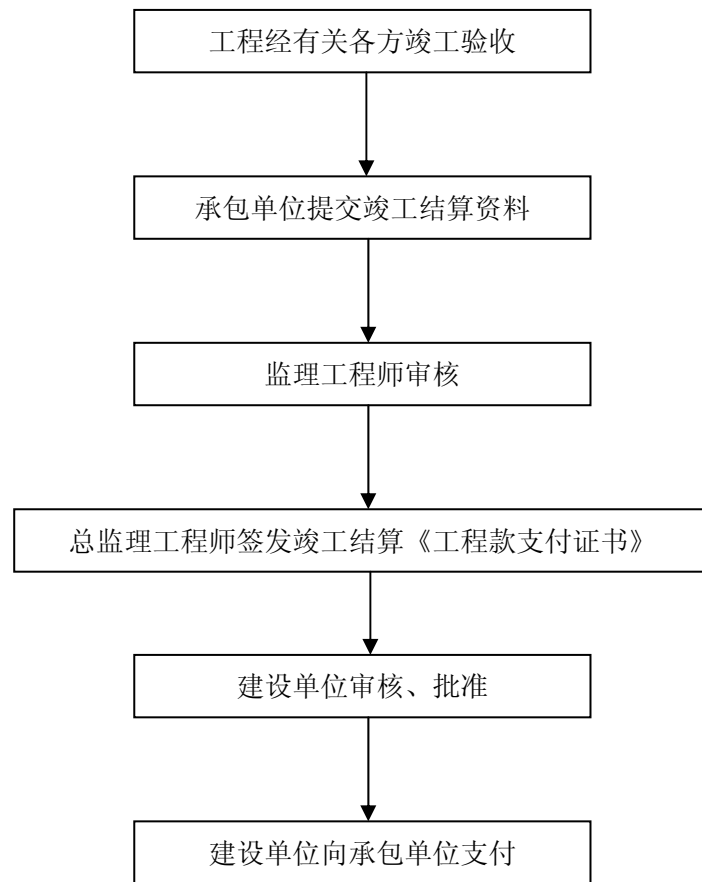 工程经有关各方竣工验收
承包单位提交竣工结算资料
监理工程师审核
总监理工程师签发竣工结算《工程款支付证书》
建设单位审核、批准
建设单位向承包单位支付